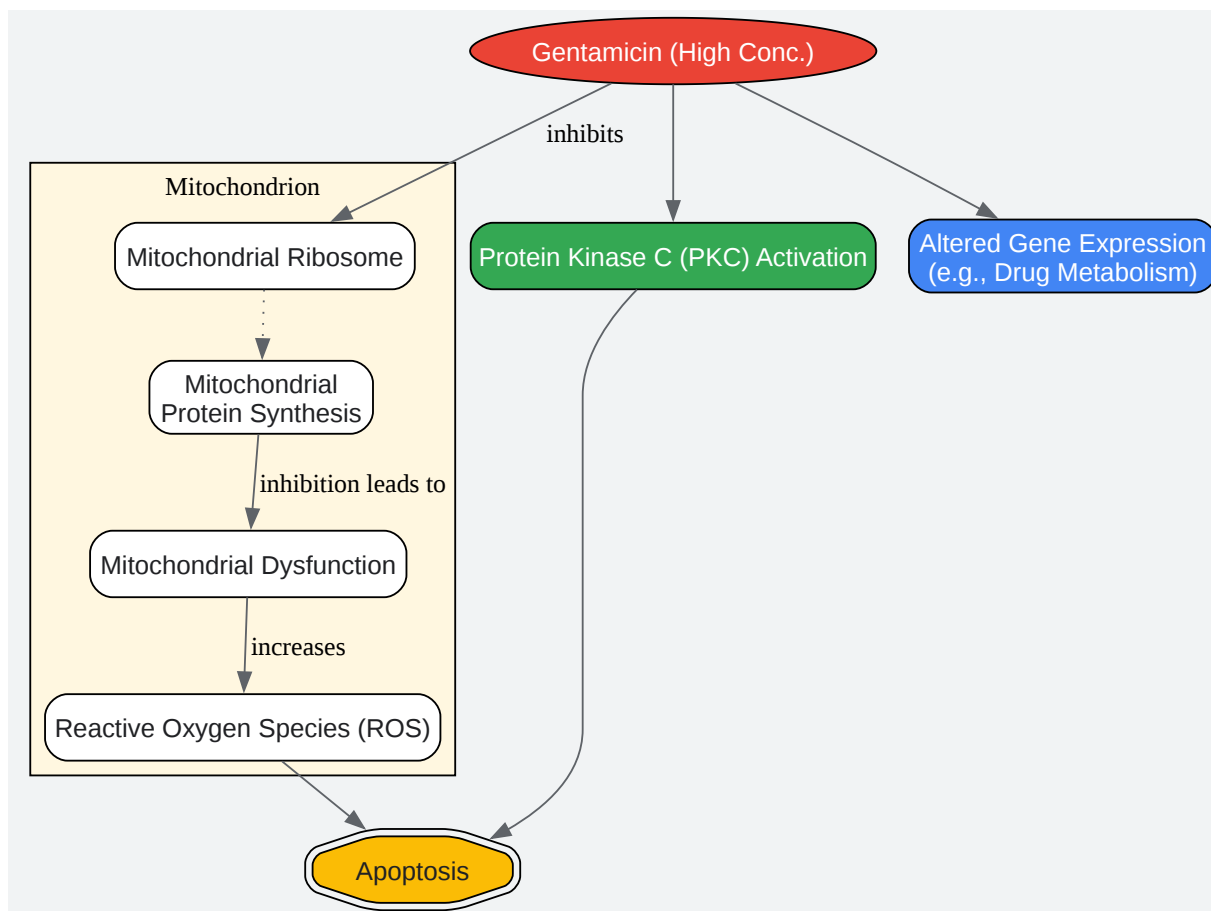 Gentamicin (High Conc.)
inhibits
Mitochondrion
Mitochondrial Ribosome
Protein Kinase C (PKC) Activation
Altered Gene Expression
(e.g., Drug Metabolism)
Mitochondrial
Protein Synthesis
inhibition leads to
Mitochondrial Dysfunction
increases
Reactive Oxygen Species (ROS)
Apoptosis